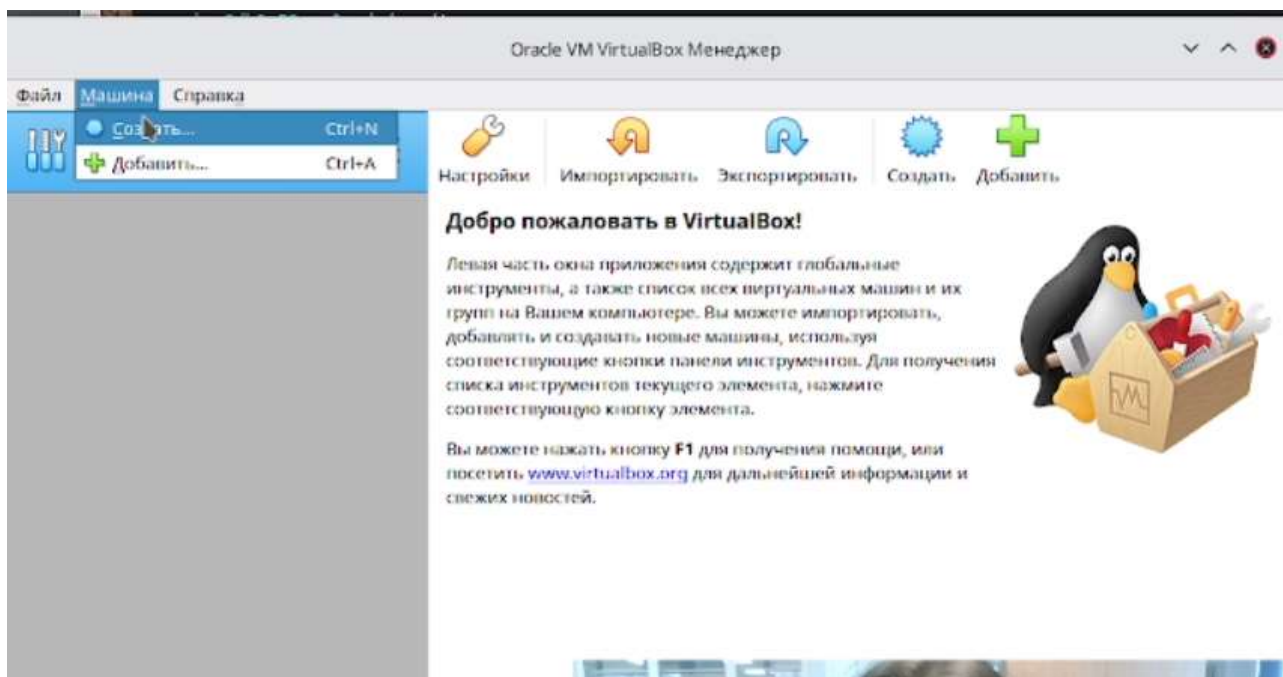 Oracle VM VirtualBox Менеджер
Файл Машина Справка
Создать... Ctrl+N
Добавить... Ctrl+A
Настройки Импортировать Экспортировать Создать Добавить
Добро пожаловать в VirtualBox!
Левая часть окна приложения содержит глобальные
инструменты, а также список всех виртуальных машин и их
групп на Вашем компьютере. Вы можете импортировать,
добавлять и создавать новые машины, используя
соответствующие кнопки панели инструментов. Для получения
списка инструментов текущего элемента, нажмите
соответствующую кнопку элемента.
Вы можете нажать кнопку F1 для получения помощи, или
посетить www.virtualbox.org для дальнейшей информации и
свежих новостей.